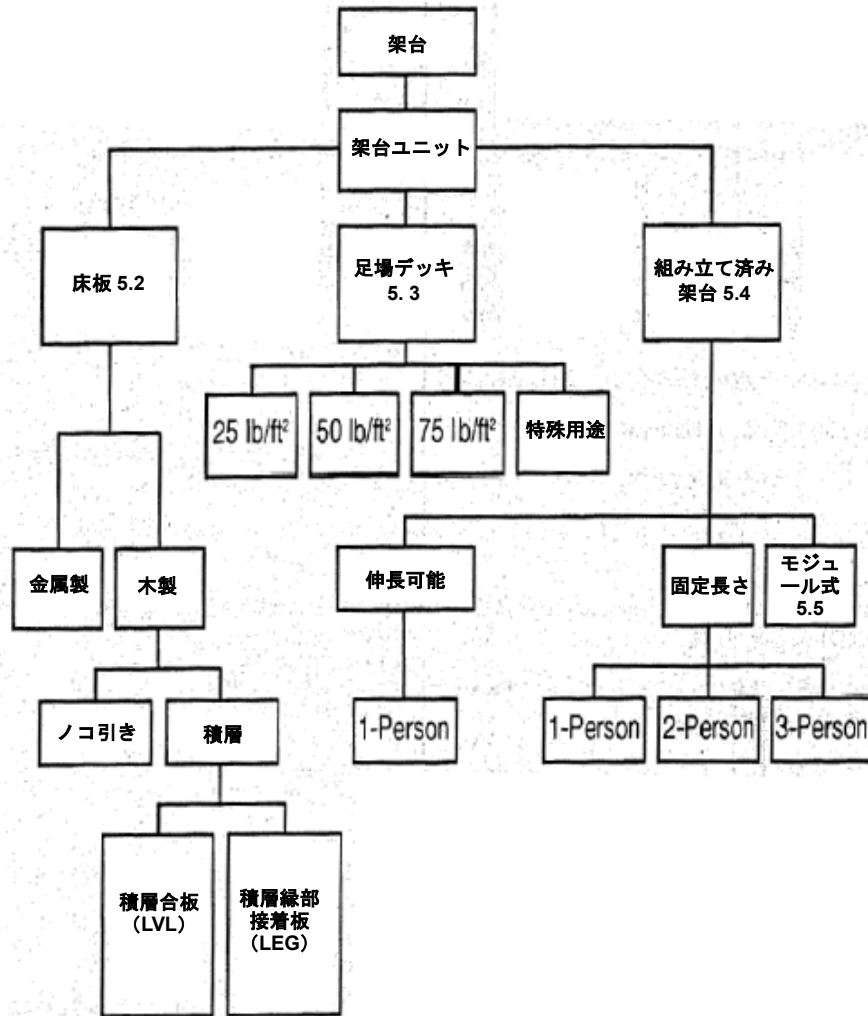 架台
架台ユニット
床板 5.2
足場デッキ
5. 3
組み立て済み
架台 5.4
25 lb/ft²
50 lb/ft²
75 lb/ft²
特殊用途
金属製
木製
伸長可能
固定長さ
モジュ
ール式
5.5
ノコ引き
積層
1-Person
1-Person
2-Person
3-Person
積層合板
（LVL）
積層縁部
接着板
（LEG）